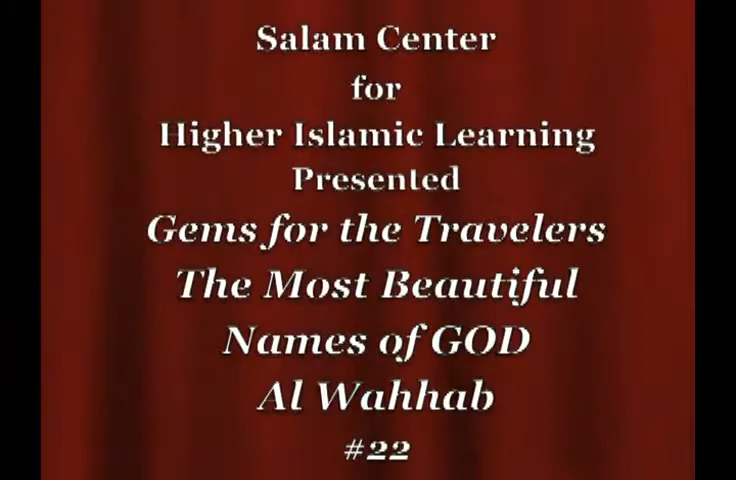 Salam Center
for
Higher Islamic Learning
Presented
Gems for the Travelers
The Most Beautiful
Names of GOD
Al Wahhab
#22